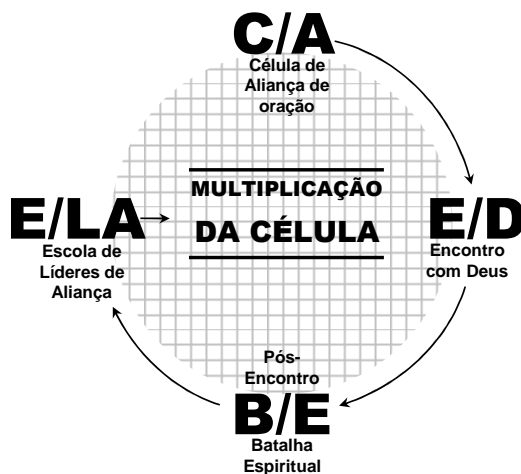 C/A
Célula de
Aliança de
oração
MULTIPLICAÇÃO
DA CÉLULA
E/LA
Escola de
Líderes de
Aliança
E/D
Encontro
com Deus
Pós-
Encontro
B/E
Batalha
Espiritual